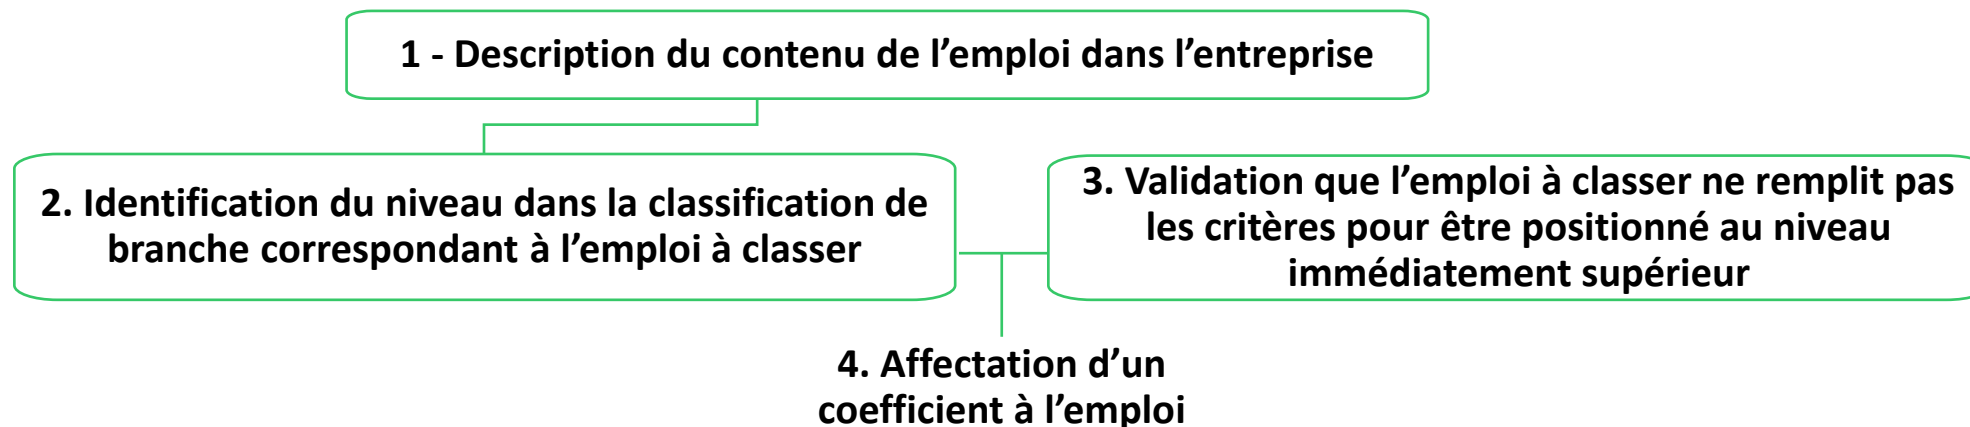 1 - Description du contenu de l’emploi dans l’entreprise
2. Identification du niveau dans la classification de
branche correspondant à l’emploi à classer
3. Validation que l’emploi à classer ne remplit pas
les critères pour être positionné au niveau
immédiatement supérieur
4. Affectation d’un
coefficient à l’emploi